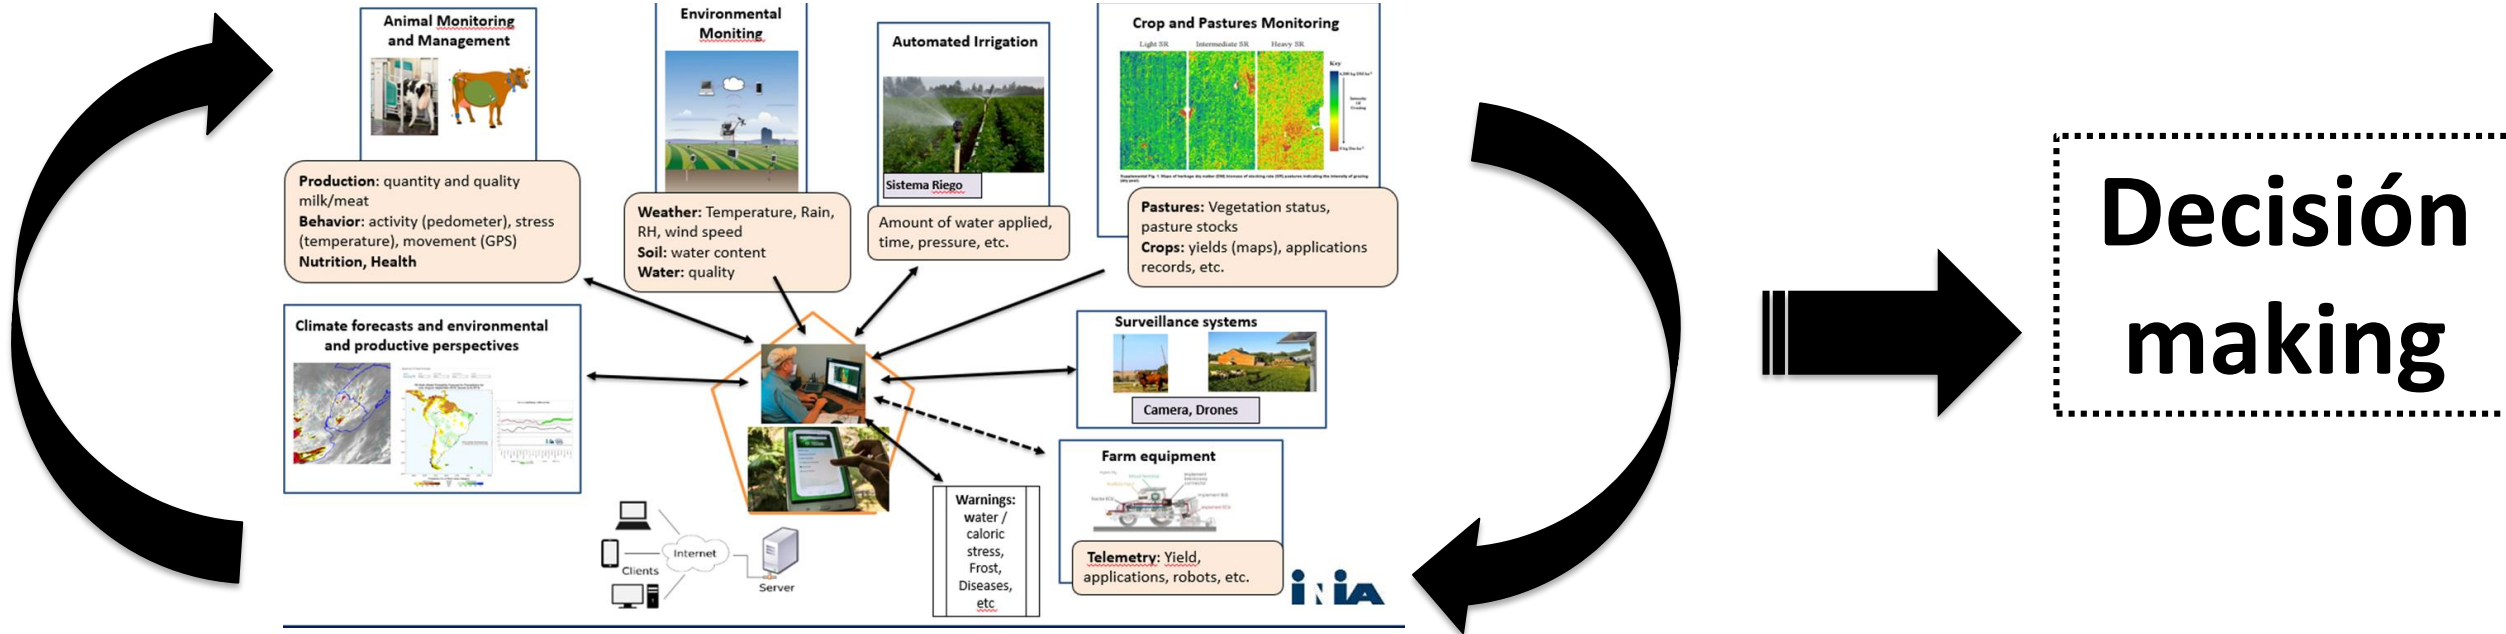 Animal Monitoring
and Management
Production: quantity and quality
milk/meat
Behavior: activity (pedometer), stress
(temperature), movement (GPS)
Nutrition, Health
Environmental
Moniting
Weather: Temperature, Rain,
RH, wind speed
Soil: water content
Water: quality
Automated Irrigation
Sistema Riego
Amount of water applied,
time, pressure, etc.
Crop and Pastures Monitoring
Light SR Intermediate SR Heavy SR
Key
Intensity
Of
Grazing
Pastures: Vegetation status,
pasture stocks
Crops: yields (maps), applications
records, etc.
Climate forecasts and environmental
and productive perspectives
Surveillance systems
Camera, Drones
Farm equipment
Telemetry: Yield,
applications, robots, etc.
Warnings:
water /
caloric
stress,
Frost,
Diseases,
etc
Internet
Clients
Server
INIA
Decisión
making